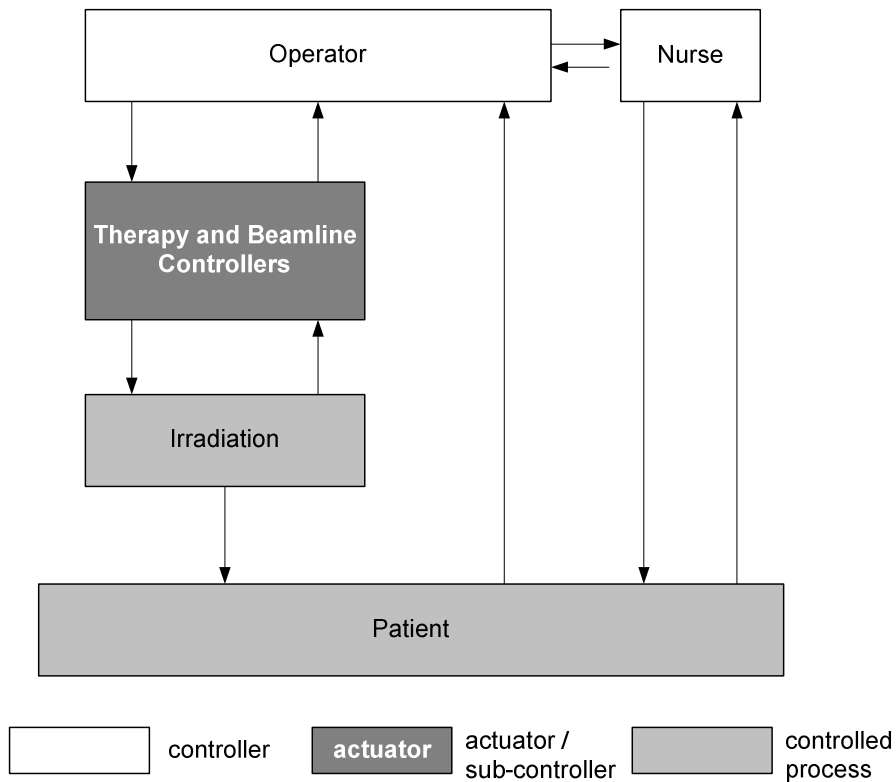 Operator
Nurse
Therapy and Beamline
Controllers
Irradiation
Patient
controller
actuator
actuator /
sub-controller
controlled
process